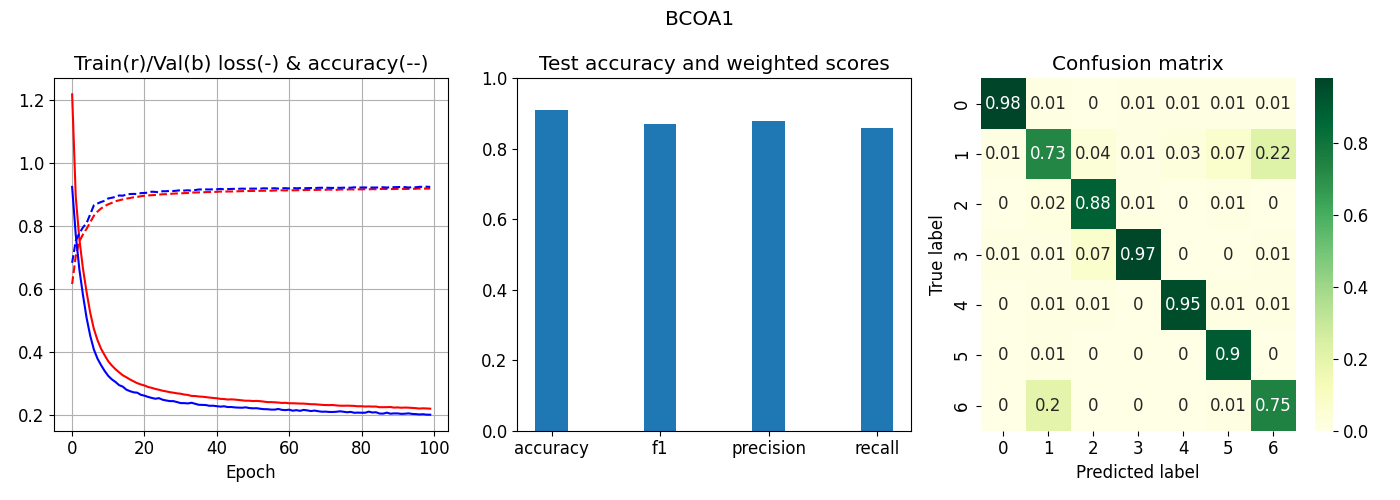 BCOA1
Train(r)/Val(b) loss(-) & accuracy(--)
1.2
1.0
0.8
0.6
0.4
0.2
0 20 40 60 80 100
Epoch
Test accuracy and weighted scores
1.0
0.8
0.6
0.4
0.2
0.0
accuracy f1 precision recall
Confusion matrix
True label
0 0.98 0.01 0 0.01 0.01 0.01 0.01
1 0.01 0.73 0.04 0.01 0.03 0.07 0.22
2 0 0.02 0.88 0.01 0 0.01 0
3 0.01 0.01 0.07 0.97 0 0 0.01
4 0 0.01 0.01 0 0.95 0.01 0.01
5 0 0.01 0 0 0 0.9 0
6 0 0.2 0 0 0 0.01 0.75
0 1 2 3 4 5 6
Predicted label
0.8
0.6
0.4
0.2
0.0